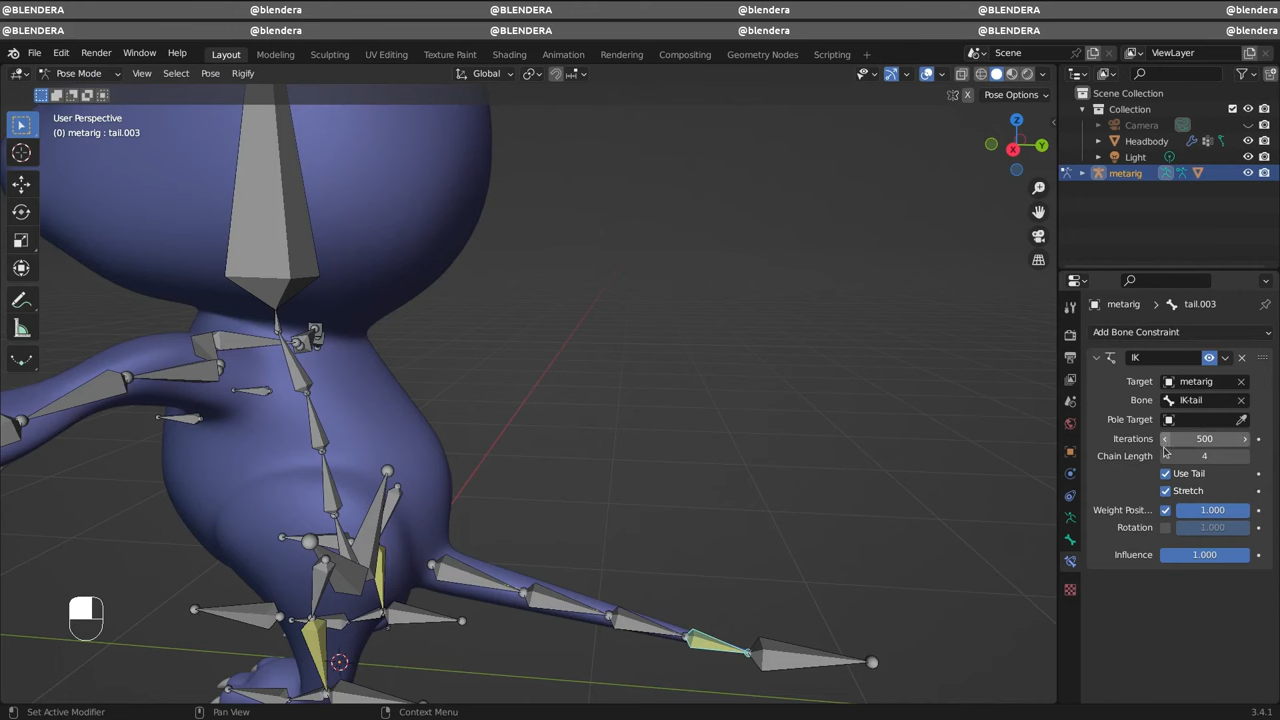 @BLENDERA @blendera @BLENDERA @blendera @BLENDERA @blendera
@BLENDERA @blendera @BLENDERA @blendera @BLENDERA @blendera
File Edit Render Window Help Layout Modeling Sculpting UV Editing Texture Paint Shading Animation Rendering Compositing Geometry Nodes Scripting + Scene ViewLayer
Pose Mode View Select Pose Rigify Global
X Pose Options
User Perspective
(0) metarig : tail.003
Z
Y
X
Scene Collection
Collection
Camera
Headbody
Light
metarig
metarig > tail.003
Add Bone Constraint
IK
Target metarig
Bone IK-tail
Pole Target
Iterations 500
Chain Length 4
Use Tail
Stretch
Weight Posit... 1.000
Rotation 1.000
Influence 1.000
Set Active Modifier Pan View Context Menu 3.4.1